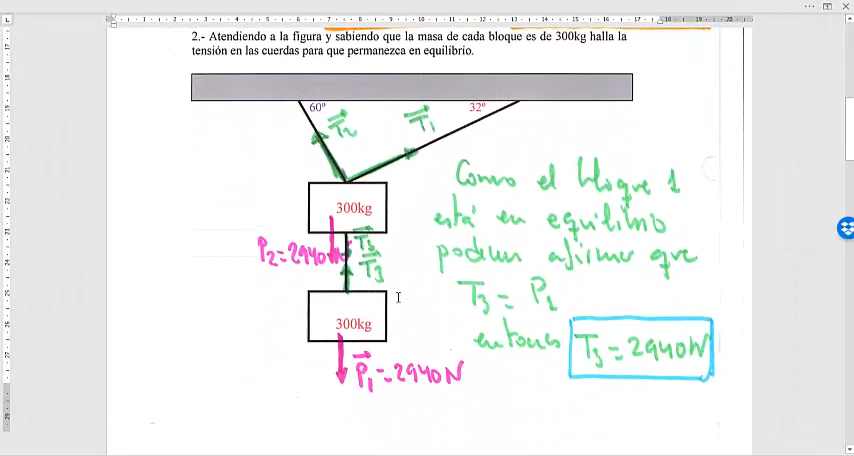 2.- Atendiendo a la figura y sabiendo que la masa de cada bloque es de 300kg halla la
tensión en las cuerdas para que permanezca en equilibrio.
60º
32º
T2
T1
300kg
P2=2940N
T3
T3
300kg
P1=2940N
Como el bloque 1
está en equilibrio
podemos afirmar que
T3 = P1
entonces T3=2940N